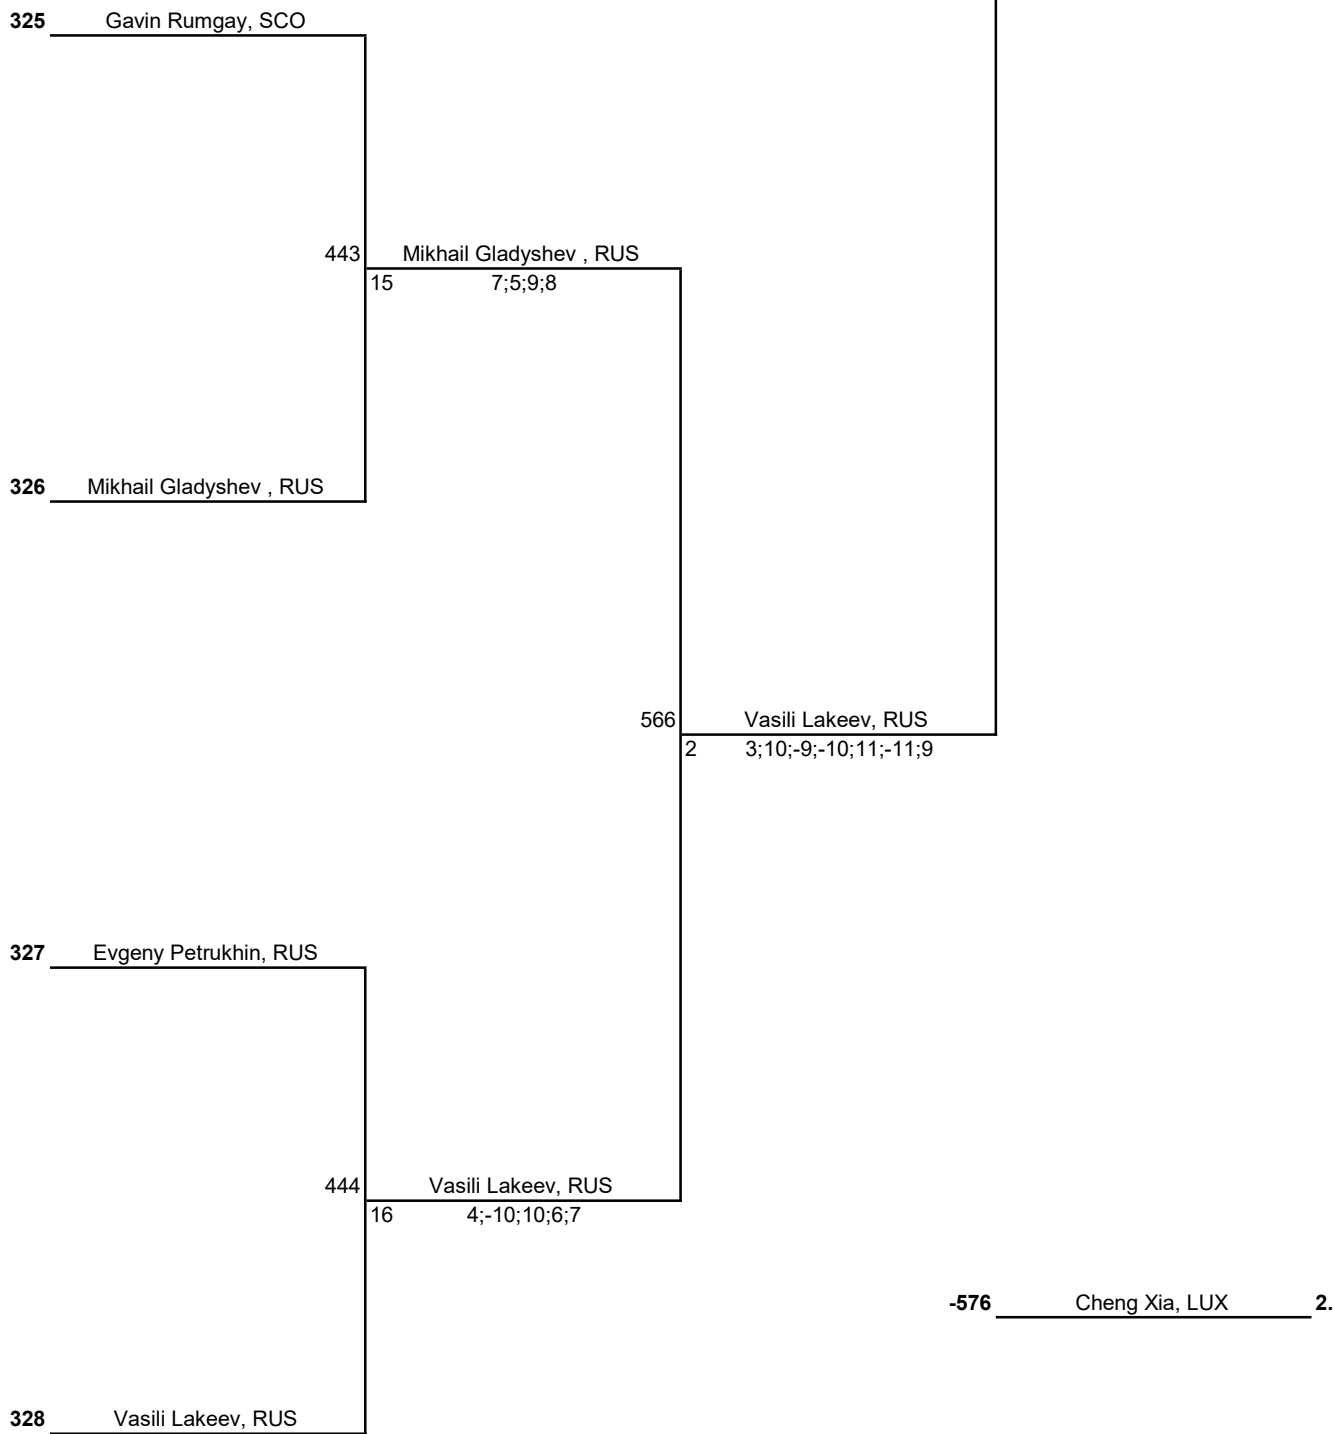 325 Gavin Rumgay, SCO
443 Mikhail Gladyshev , RUS
15 7;5;9;8
326 Mikhail Gladyshev , RUS
566 Vasili Lakeev, RUS
2 3;10;-9;-10;11;-11;9
327 Evgeny Petrukhin, RUS
444 Vasili Lakeev, RUS
16 4;-10;10;6;7
-576 Cheng Xia, LUX 2.
328 Vasili Lakeev, RUS